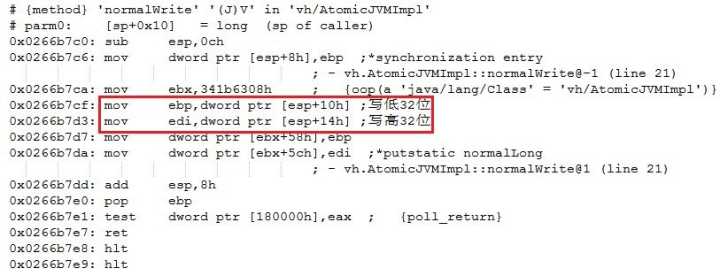 # {method} 'normalWrite' '(J)V' in 'vh/AtomicJVMImpl'
# parm0:    [sp+0x10]   = long  (sp of caller)
0x0266b7c0: sub    esp,0ch
0x0266b7c6: mov    dword ptr [esp+8h],ebp  ;*synchronization entry
; - vh.AtomicJVMImpl::normalWrite@-1 (line 21)
0x0266b7ca: mov    ebx,341b6308h   ;   {oop(a 'java/lang/Class' = 'vh/AtomicJVMImpl')}
0x0266b7cf: mov    ebp,dword ptr [esp+10h] ;写低32位
0x0266b7d3: mov    edi,dword ptr [esp+14h] ;写高32位
0x0266b7d7: mov    dword ptr [ebx+58h],ebp
0x0266b7da: mov    dword ptr [ebx+5ch],edi  ;*putstatic normalLong
; - vh.AtomicJVMImpl::normalWrite@1 (line 21)
0x0266b7dd: add    esp,8h
0x0266b7e0: pop    ebp
0x0266b7e1: test   dword ptr [180000h],eax  ;   {poll_return}
0x0266b7e7: ret
0x0266b7e8: hlt
0x0266b7e9: hlt